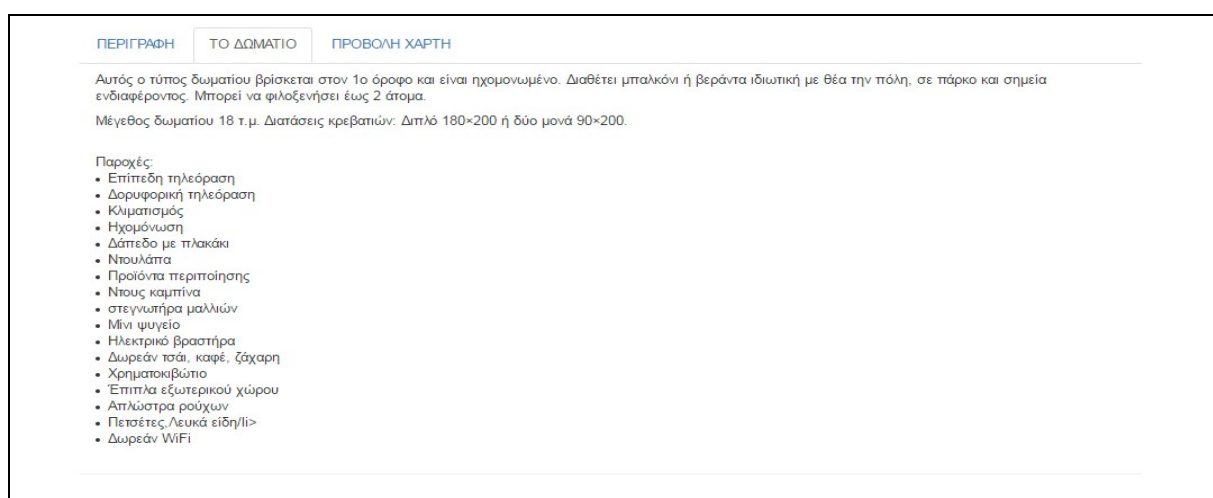 ΠΕΡΙΓΡΑΦΗ ΤΟ ΔΩΜΑΤΙΟ ΠΡΟΒΟΛΗ ΧΑΡΤΗ
Αυτός ο τύπος δωματίου βρίσκεται στον 1ο όροφο και είναι ηχομονωμένο. Διαθέτει μπαλκόνι ή βεράντα ιδιωτική με θέα την πόλη, σε πάρκο και σημεία
ενδιαφέροντος. Μπορεί να φιλοξενήσει έως 2 άτομα.
Μέγεθος δωματίου 18 τ.μ. Διατάσεις κρεβατιών: Διπλό 180×200 ή δύο μονά 90×200.
Παροχές:
• Επίπεδη τηλεόραση
• Δορυφορική τηλεόραση
• Κλιματισμός
• Ηχομόνωση
• Δάπεδο με πλακάκι
• Ντουλάπα
• Προϊόντα περιποίησης
• Ντους καμπίνα
• στεγνωτήρα μαλλιών
• Μίνι ψυγείο
• Ηλεκτρικό βραστήρα
• Δωρεάν τσάι, καφέ, ζάχαρη
• Χρηματοκιβώτιο
• Έπιπλα εξωτερικού χώρου
• Απλώστρα ρούχων
• Πετσέτες,Λευκά είδη/li>
• Δωρεάν WiFi